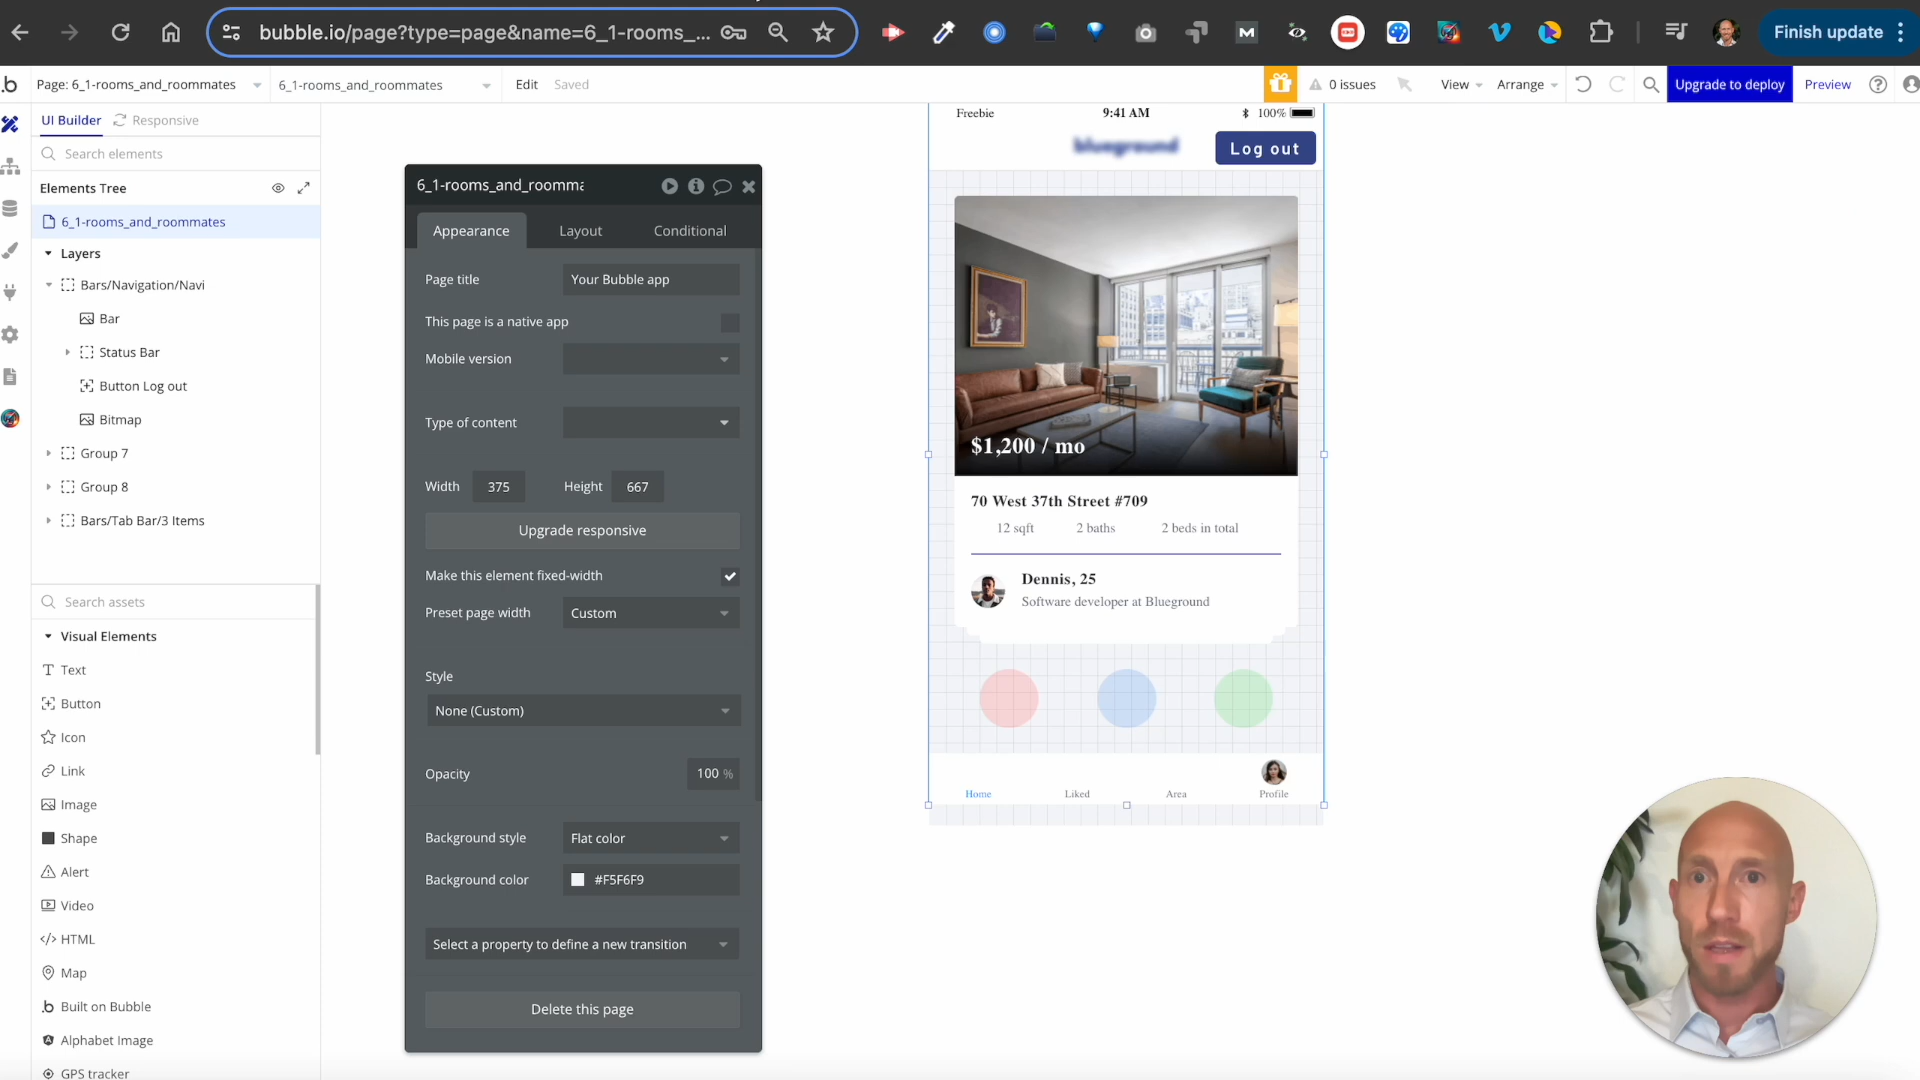 bubble.io/page?type=page&name=6_1-rooms_...
Finish update
Page: 6_1-rooms_and_roommates
6_1-rooms_and_roommates
Edit
Saved
0 issues
View
Arrange
Upgrade to deploy
Preview
UI Builder
Responsive
Search elements
Elements Tree
6_1-rooms_and_roommates
Layers
Bars/Navigation/Navi
Bar
Status Bar
Button Log out
Bitmap
Group 7
Group 8
Bars/Tab Bar/3 Items
Search assets
Visual Elements
Text
Button
Icon
Link
Image
Shape
Alert
Video
HTML
Map
Built on Bubble
Alphabet Image
GPS tracker
6_1-rooms_and_roomma
Appearance
Layout
Conditional
Page title
Your Bubble app
This page is a native app
Mobile version
Type of content
Width
375
Height
667
Upgrade responsive
Make this element fixed-width
Preset page width
Custom
Style
None (Custom)
Opacity
100 %
Background style
Flat color
Background color
#F5F6F9
Select a property to define a new transition
Delete this page
Freebie
9:41 AM
100%
blueground
Log out
$1,200 / mo
70 West 37th Street #709
12 sqft
2 baths
2 beds in total
Dennis, 25
Software developer at Blueground
Home
Liked
Area
Profile